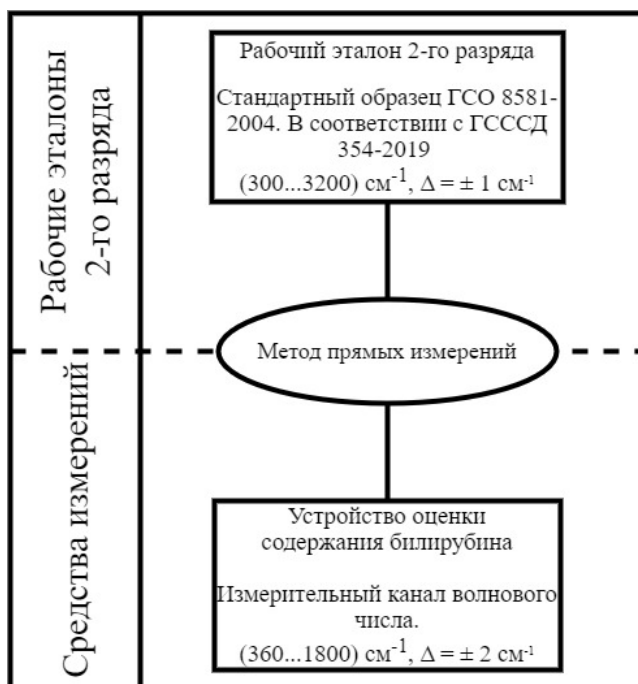 Рабочие эталоны
2-го разряда
Рабочий эталон 2-го разряда
Стандартный образец ГСО 8581-
2004. В соответствии с ГСССД
354-2019
(300...3200) см⁻¹, Δ = ± 1 см⁻¹
Метод прямых измерений
Средства измерений
Устройство оценки
содержания билирубина
Измерительный канал волнового
числа.
(360...1800) см⁻¹, Δ = ± 2 см⁻¹